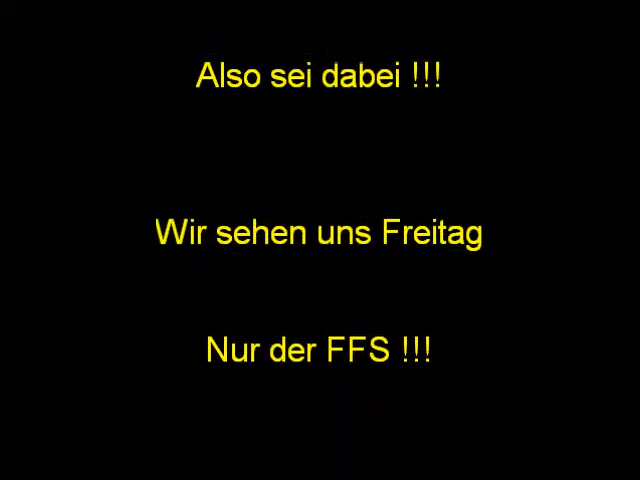 Also sei dabei !!!
Wir sehen uns Freitag
Nur der FFS !!!